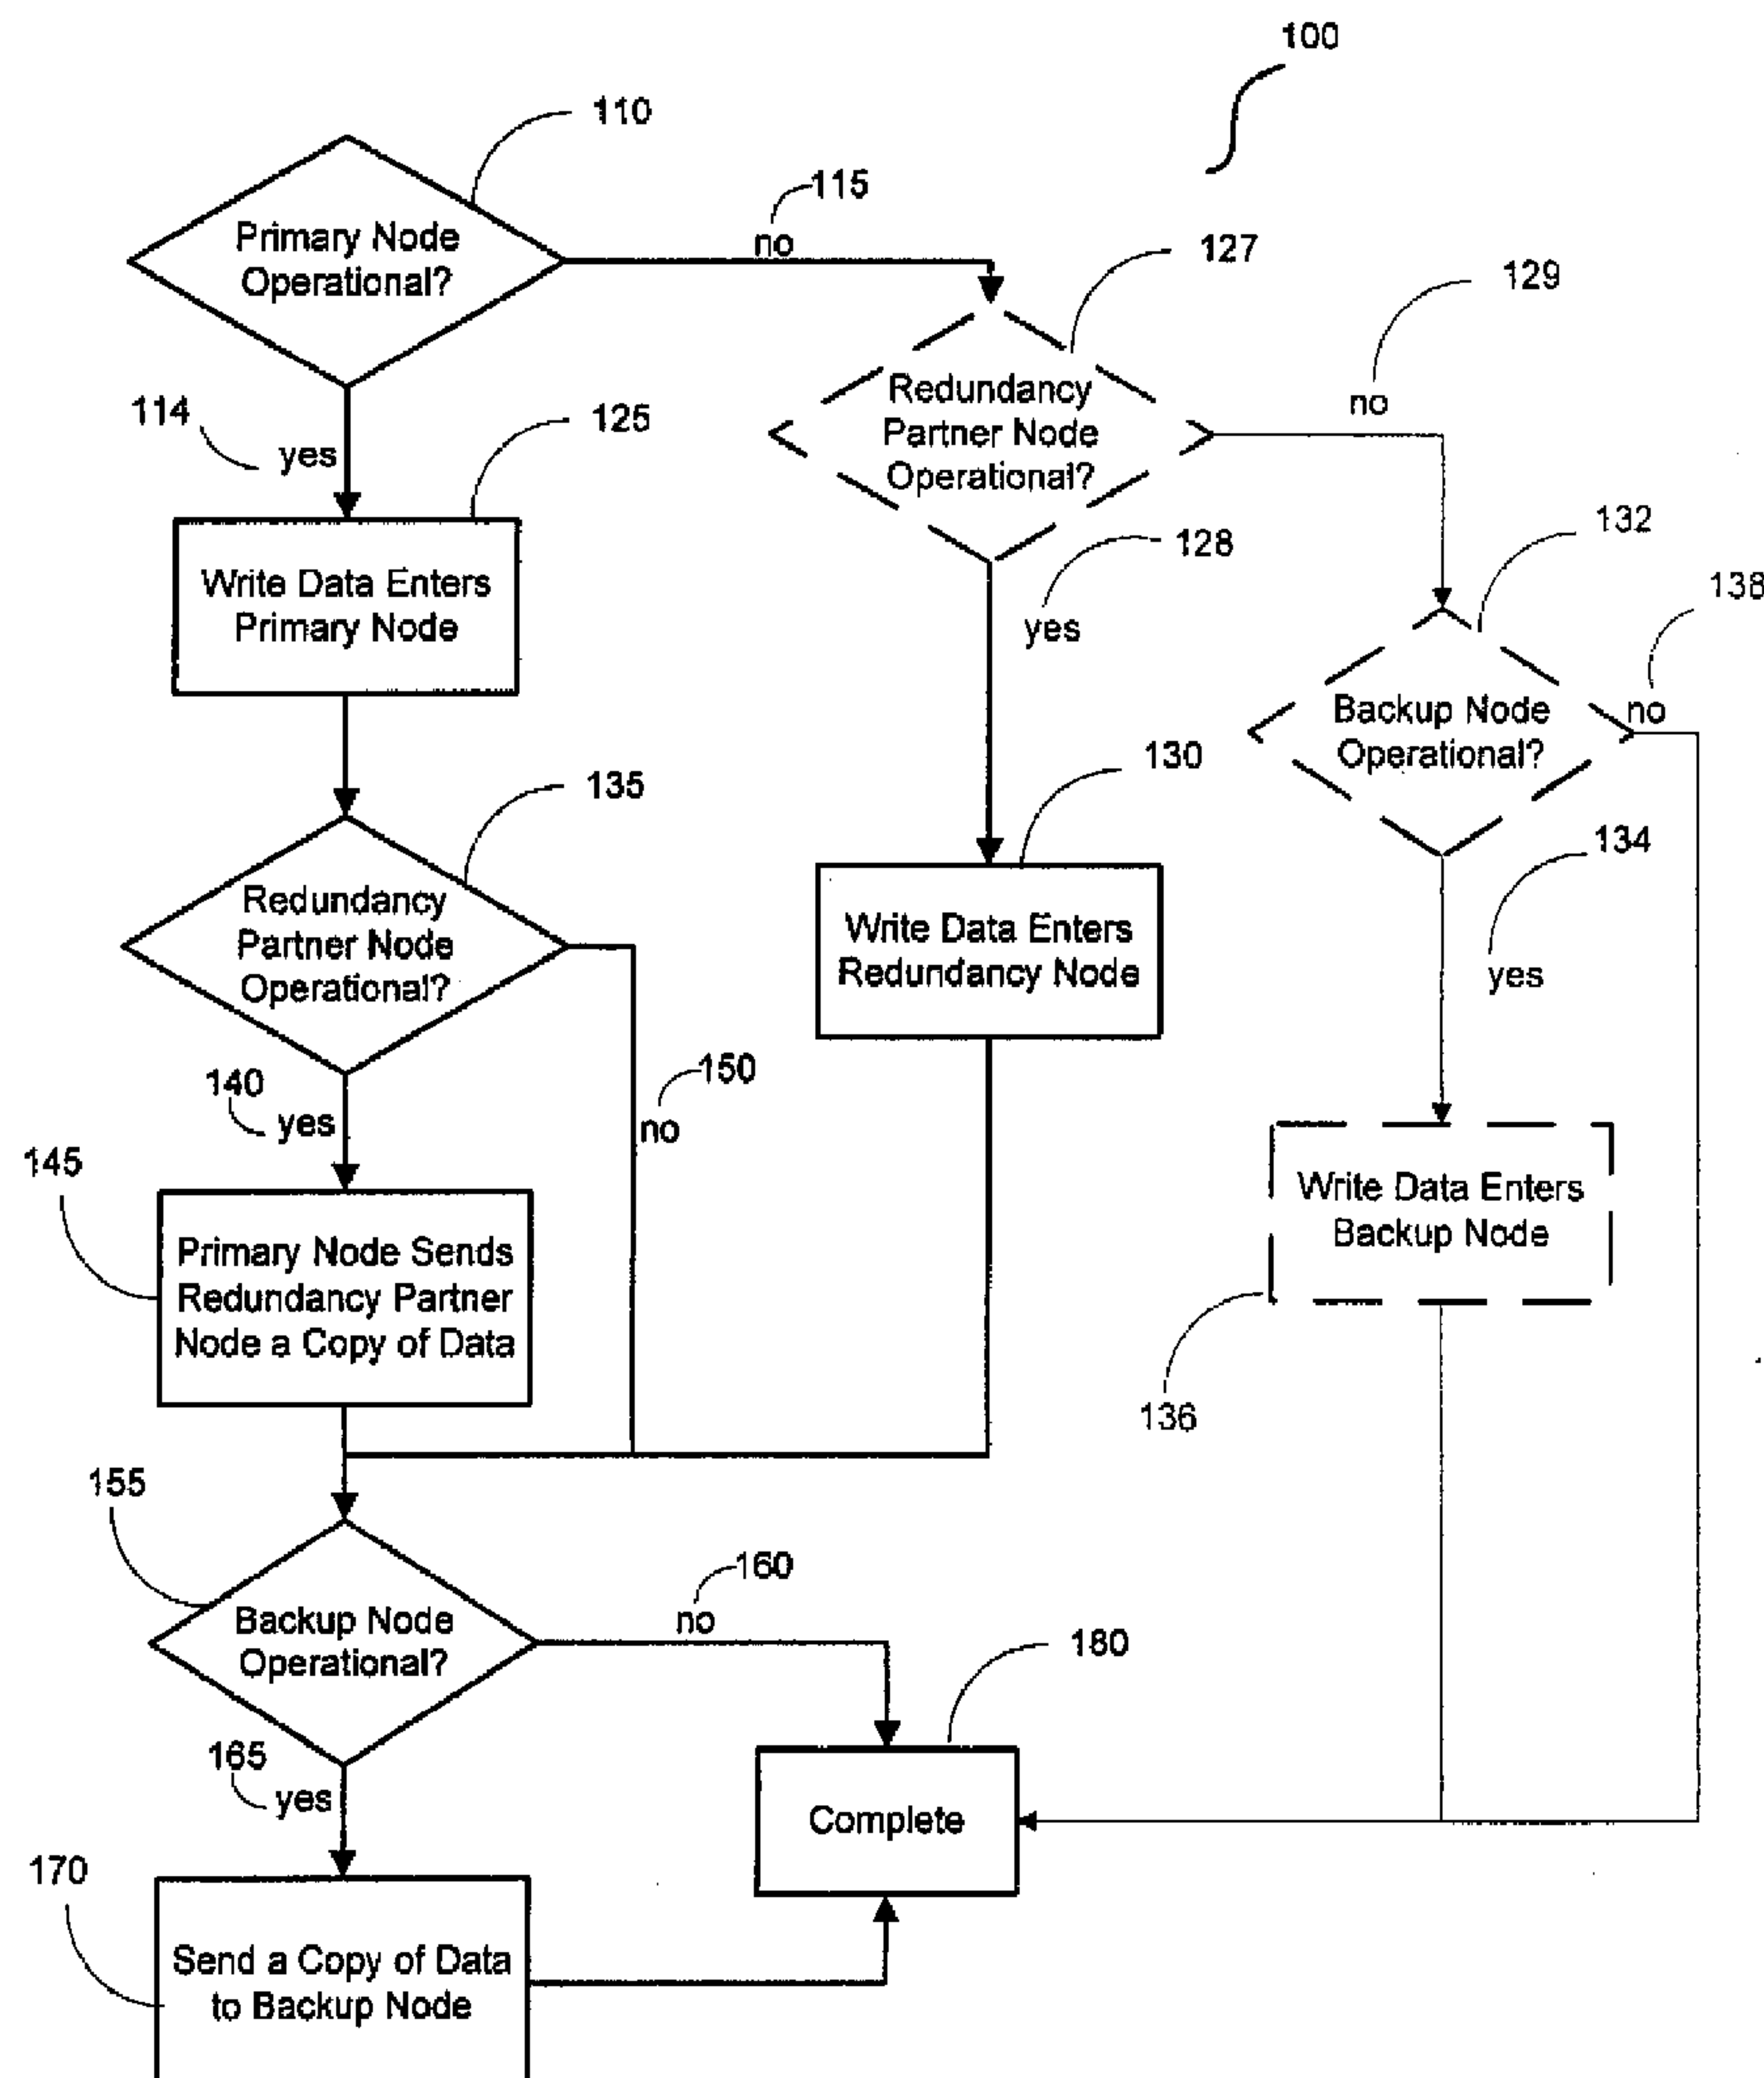 100
110
Primary Node
Operational?
115
no
127
129
no
Redundancy
Partner Node
Operational?
114
yes
125
Write Data Enters
Primary Node
128
yes
132
138
no
Backup Node
Operational?
130
Write Data Enters
Redundancy Node
134
yes
135
Redundancy
Partner Node
Operational?
140
yes
150
no
145
Primary Node Sends
Redundancy Partner
Node a Copy of Data
Write Data Enters
Backup Node
136
155
Backup Node
Operational?
160
no
180
Complete
165
yes
170
Send a Copy of Data
to Backup Node